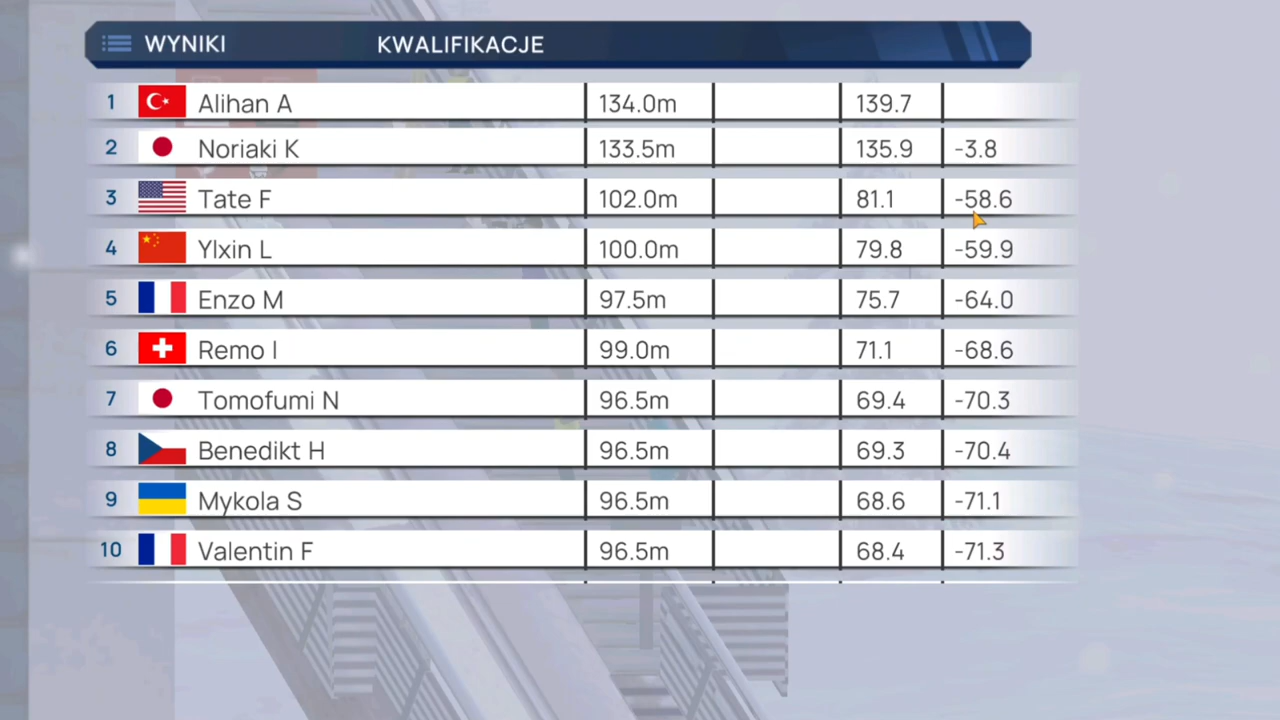 WYNIKI KWALIFIKACJE
1 Alihan A 134.0m 139.7
2 Noriaki K 133.5m 135.9 -3.8
3 Tate F 102.0m 81.1 -58.6
4 Ylxin L 100.0m 79.8 -59.9
5 Enzo M 97.5m 75.7 -64.0
6 Remo I 99.0m 71.1 -68.6
7 Tomofumi N 96.5m 69.4 -70.3
8 Benedikt H 96.5m 69.3 -70.4
9 Mykola S 96.5m 68.6 -71.1
10 Valentin F 96.5m 68.4 -71.3